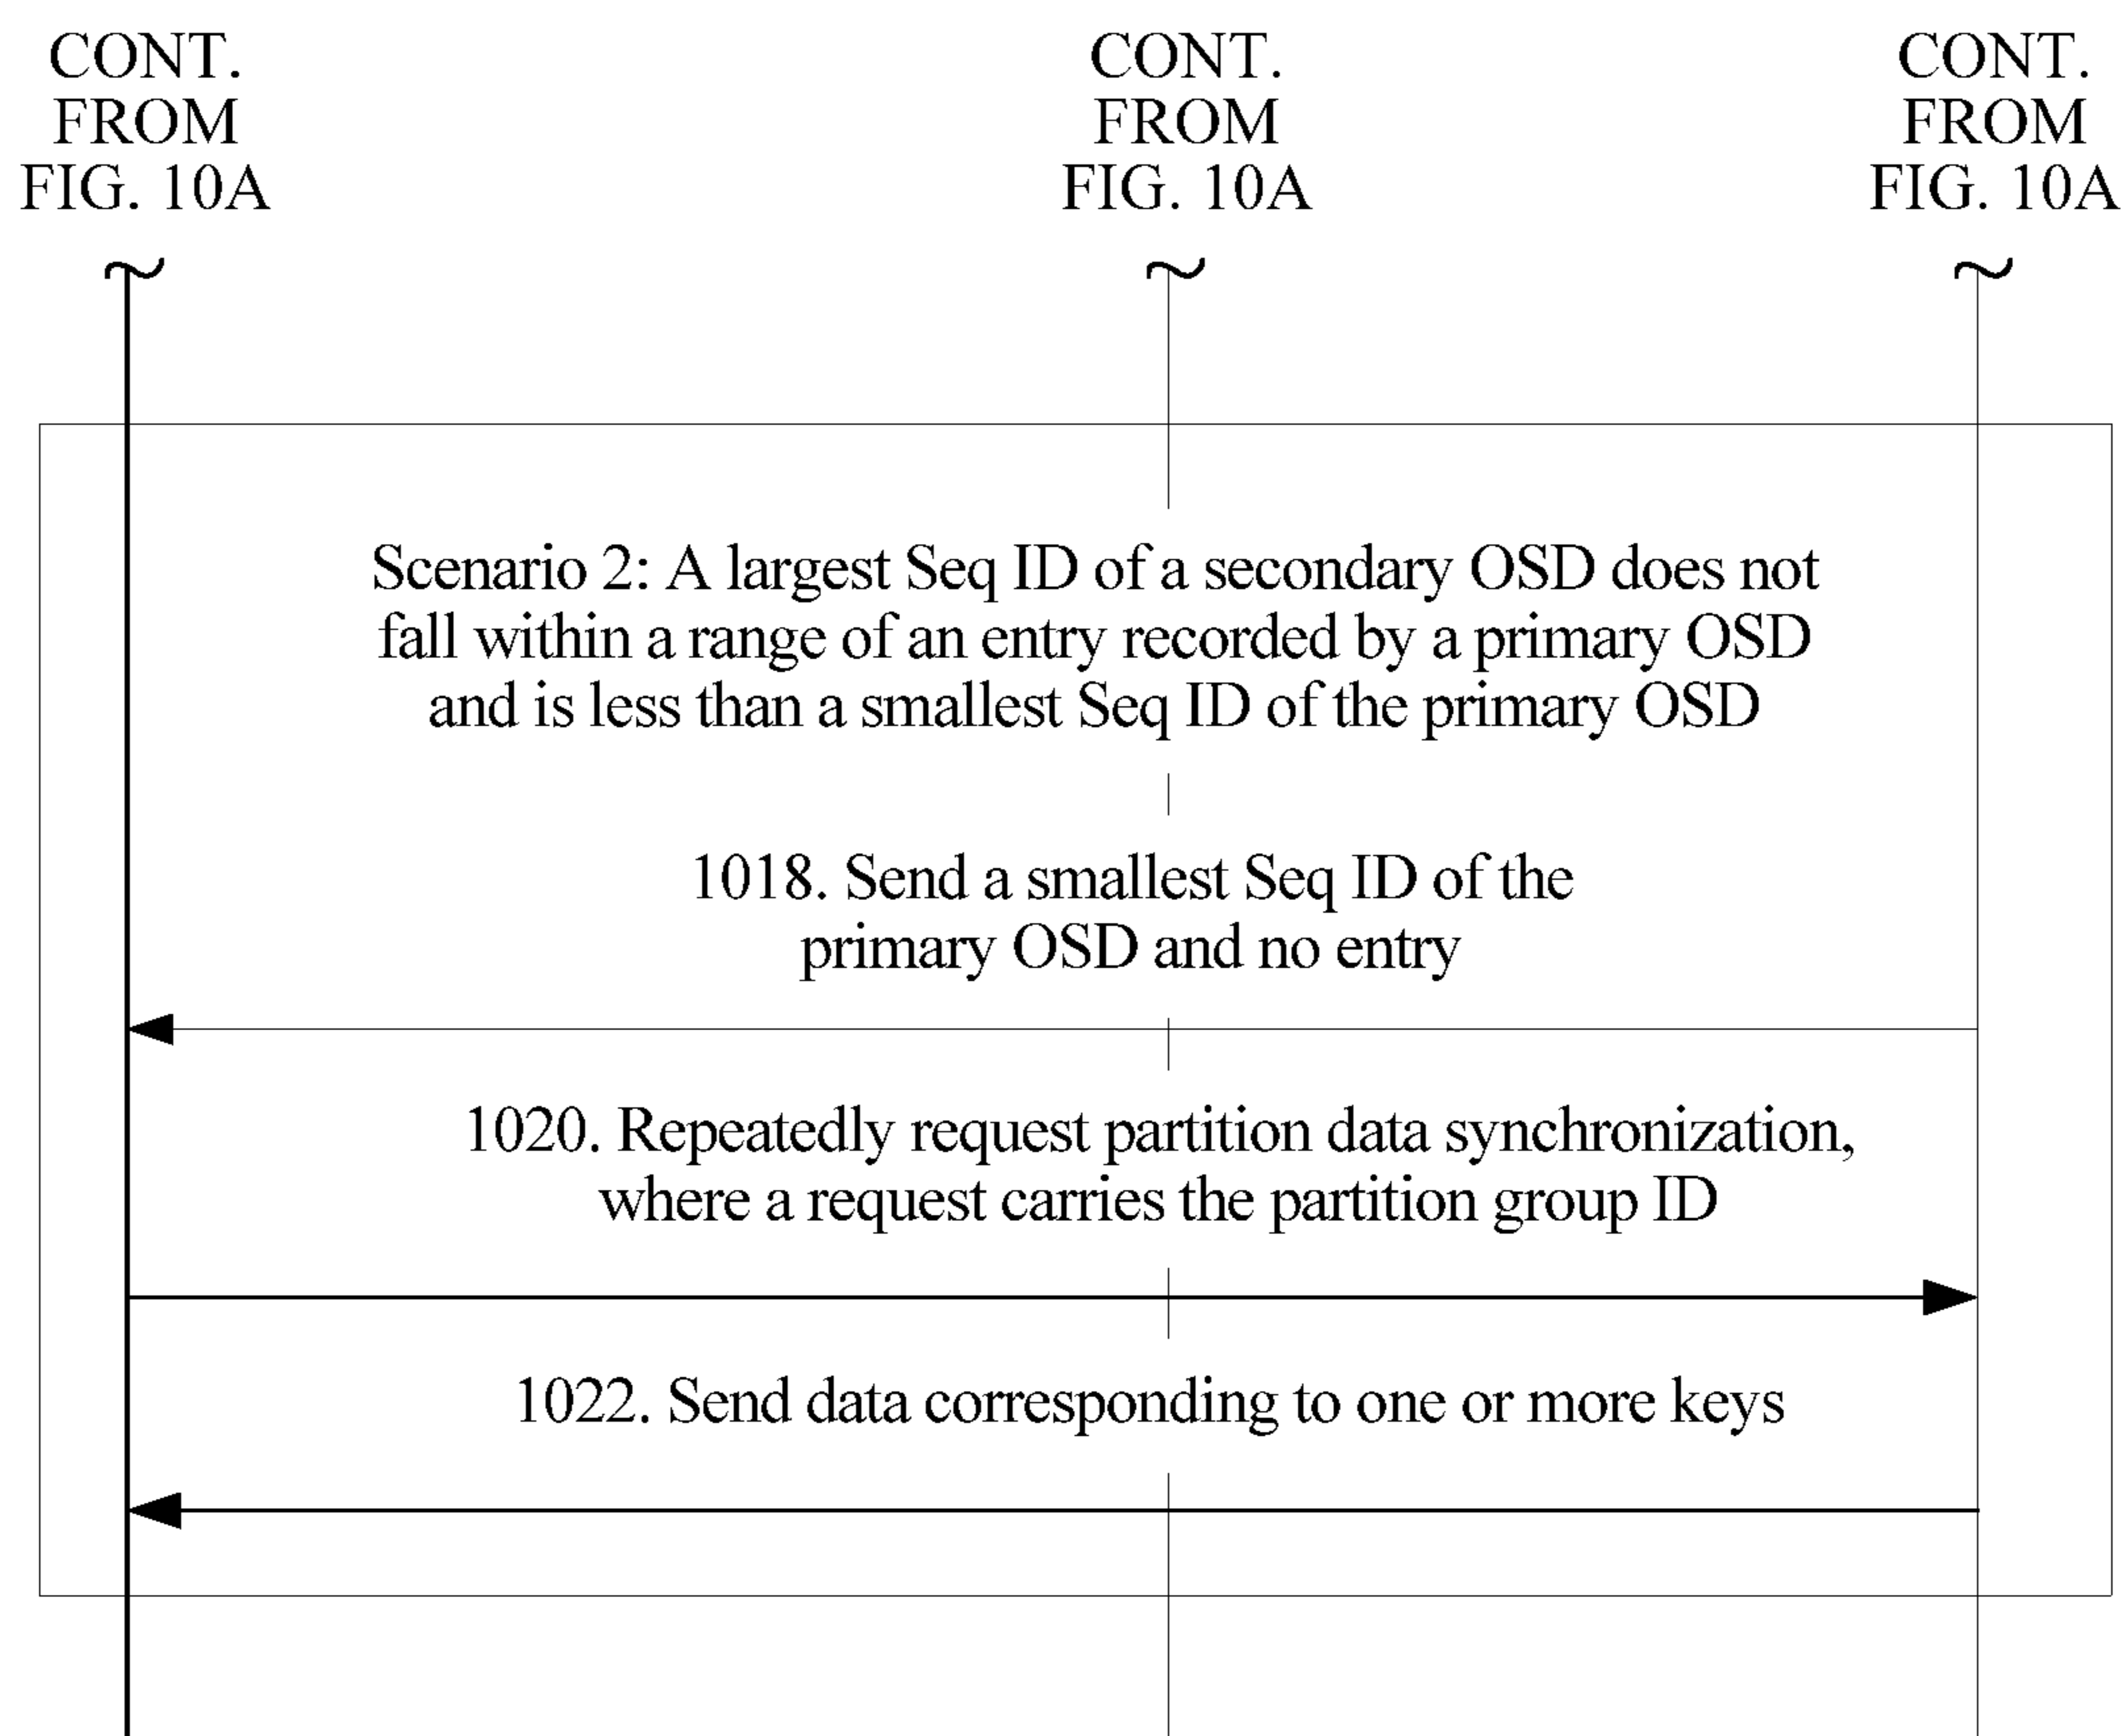 CONT.
FROM
FIG. 10A
CONT.
FROM
FIG. 10A
CONT.
FROM
FIG. 10A
Scenario 2: A largest Seq ID of a secondary OSD does not
fall within a range of an entry recorded by a primary OSD
and is less than a smallest Seq ID of the primary OSD
1018. Send a smallest Seq ID of the
primary OSD and no entry
1020. Repeatedly request partition data synchronization,
where a request carries the partition group ID
1022. Send data corresponding to one or more keys